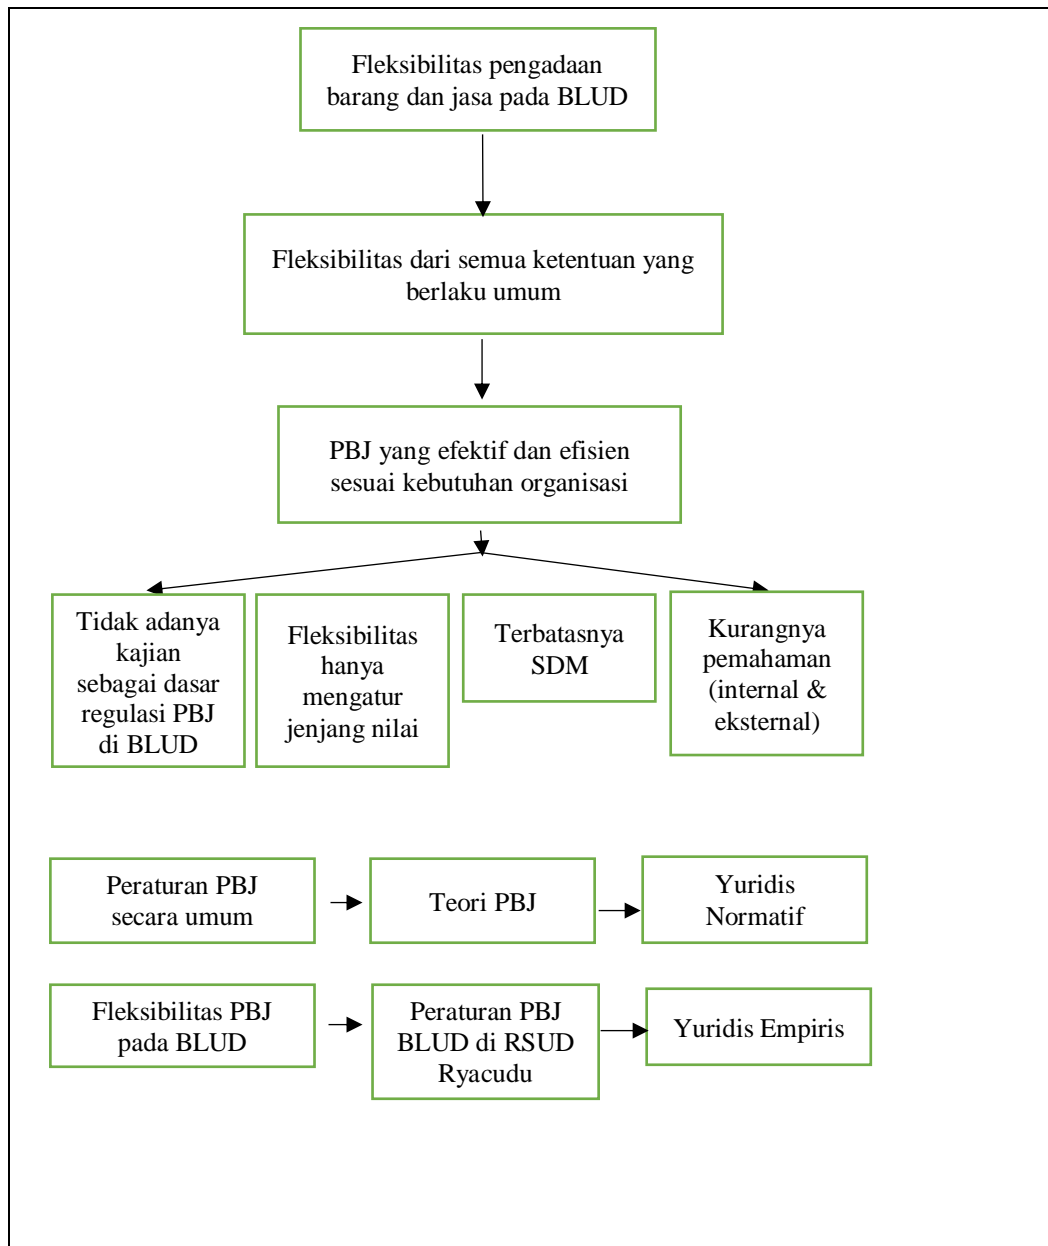 Fleksibilitas pengadaan
barang dan jasa pada BLUD
Fleksibilitas dari semua ketentuan yang
berlaku umum
PBJ yang efektif dan efisien
sesuai kebutuhan organisasi
Tidak adanya
kajian
sebagai dasar
regulasi PBJ
di BLUD
Fleksibilitas
hanya
mengatur
jenjang nilai
Terbatasnya
SDM
Kurangnya
pemahaman
(internal &
eksternal)
Peraturan PBJ
secara umum
Teori PBJ
Yuridis
Normatif
Fleksibilitas PBJ
pada BLUD
Peraturan PBJ
BLUD di RSUD
Ryacudu
Yuridis Empiris